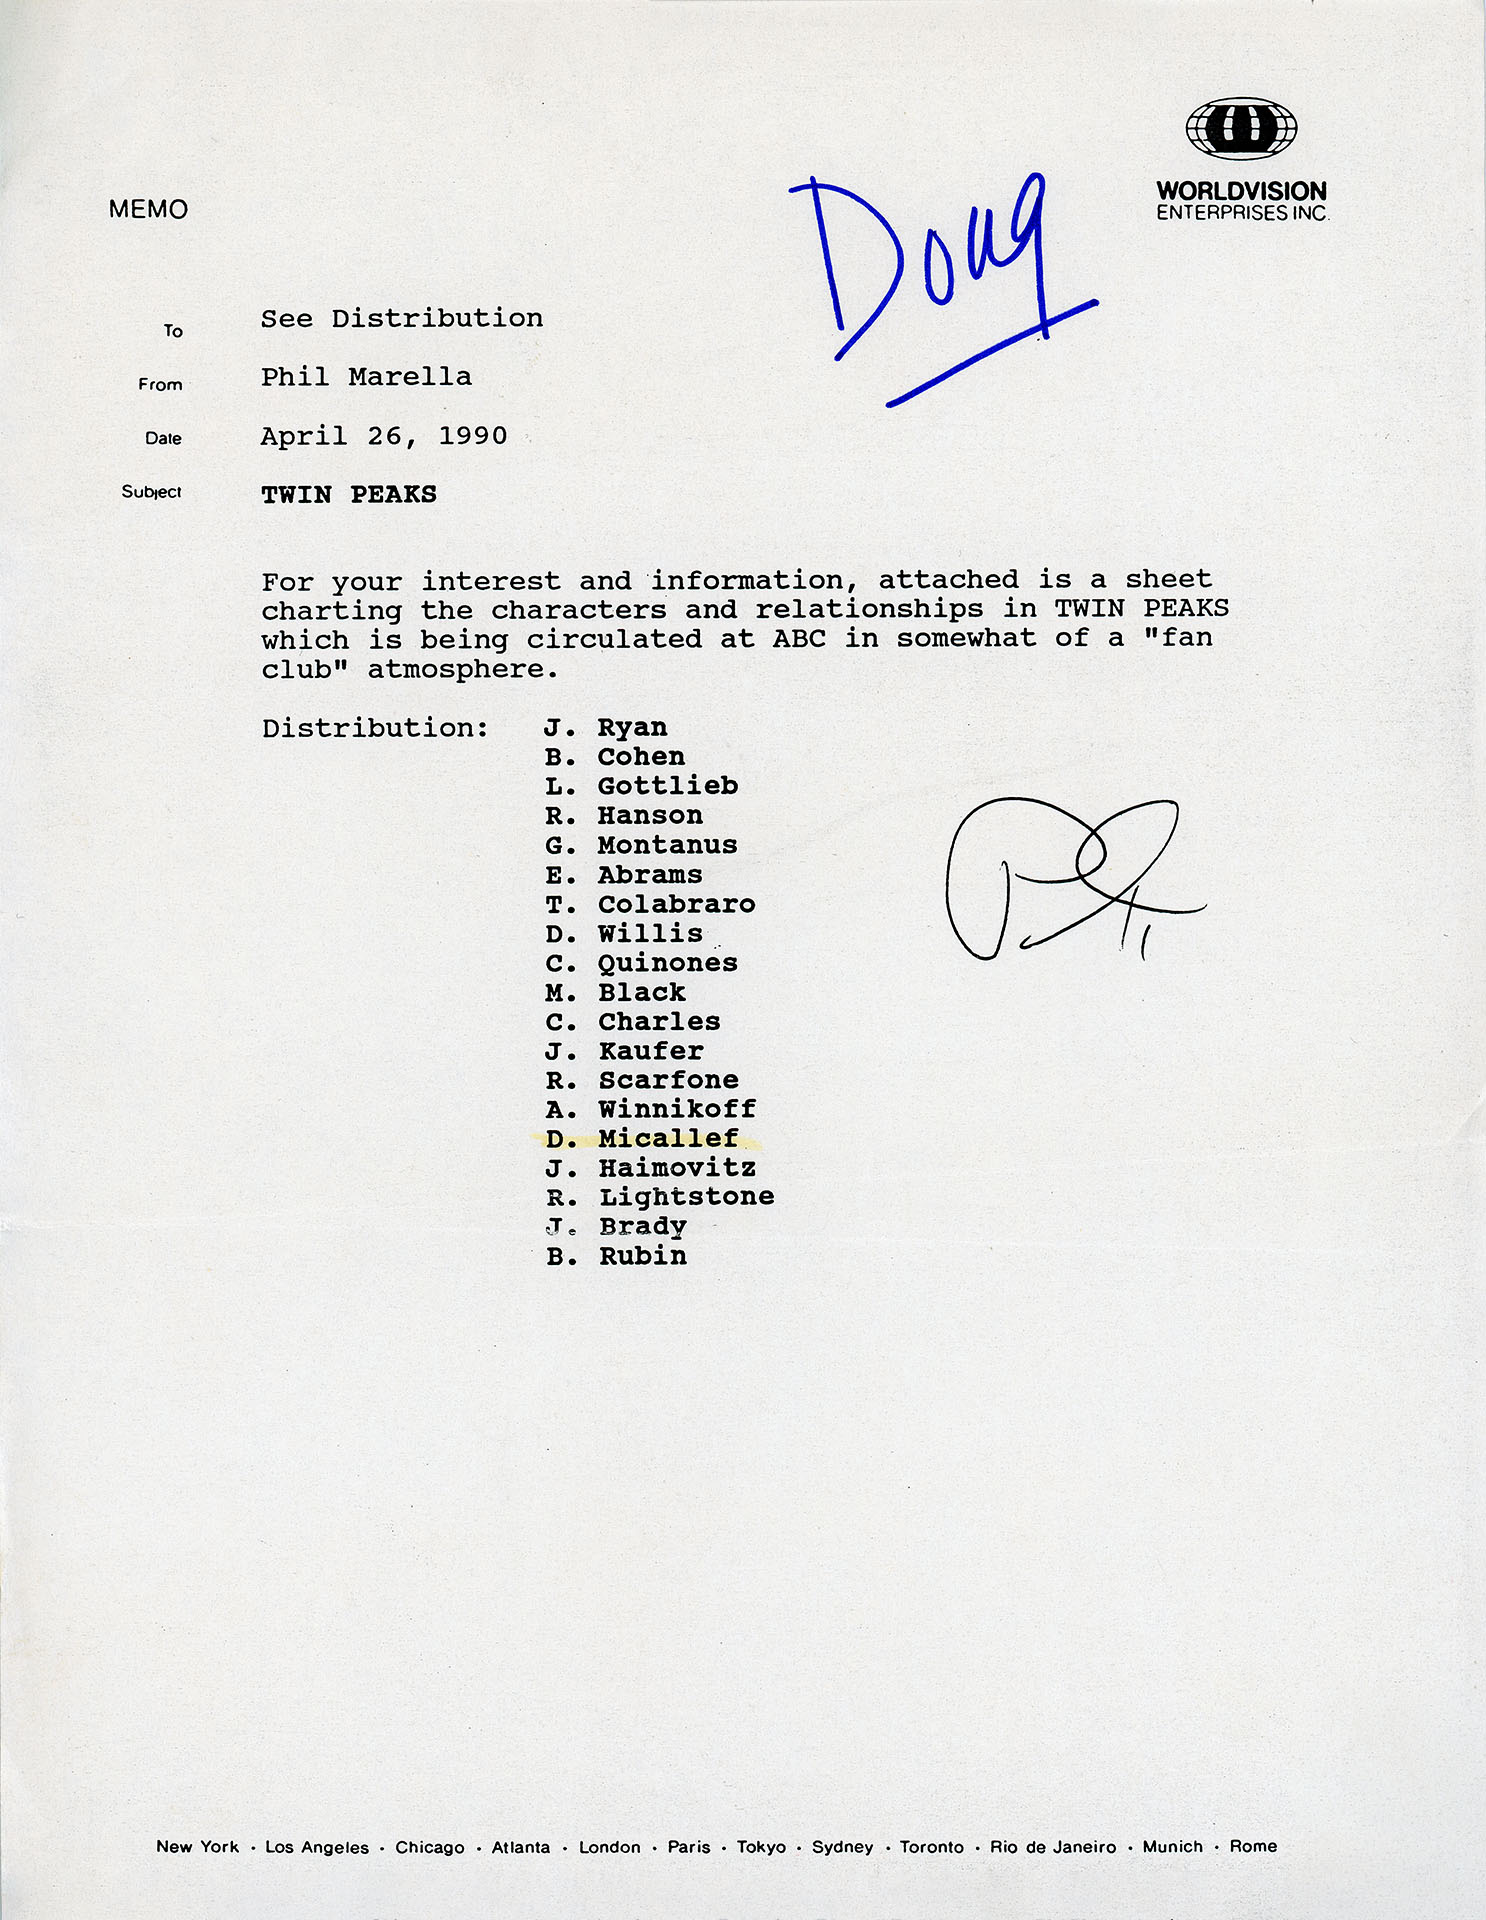 WORLDVISION
ENTERPRISES INC.
MEMO
Doug
To See Distribution
From Phil Marella
Date April 26, 1990
Subject TWIN PEAKS
For your interest and information, attached is a sheet
charting the characters and relationships in TWIN PEAKS
which is being circulated at ABC in somewhat of a "fan
club" atmosphere.
Distribution: J. Ryan
B. Cohen
L. Gottlieb
R. Hanson
G. Montanus
E. Abrams
T. Colabraro
D. Willis
C. Quinones
M. Black
C. Charles
J. Kaufer
R. Scarfone
A. Winnikoff
D. Micallef
J. Haimovitz
R. Lightstone
J. Brady
B. Rubin
New York • Los Angeles • Chicago • Atlanta • London • Paris • Tokyo • Sydney • Toronto • Rio de Janeiro • Munich • Rome